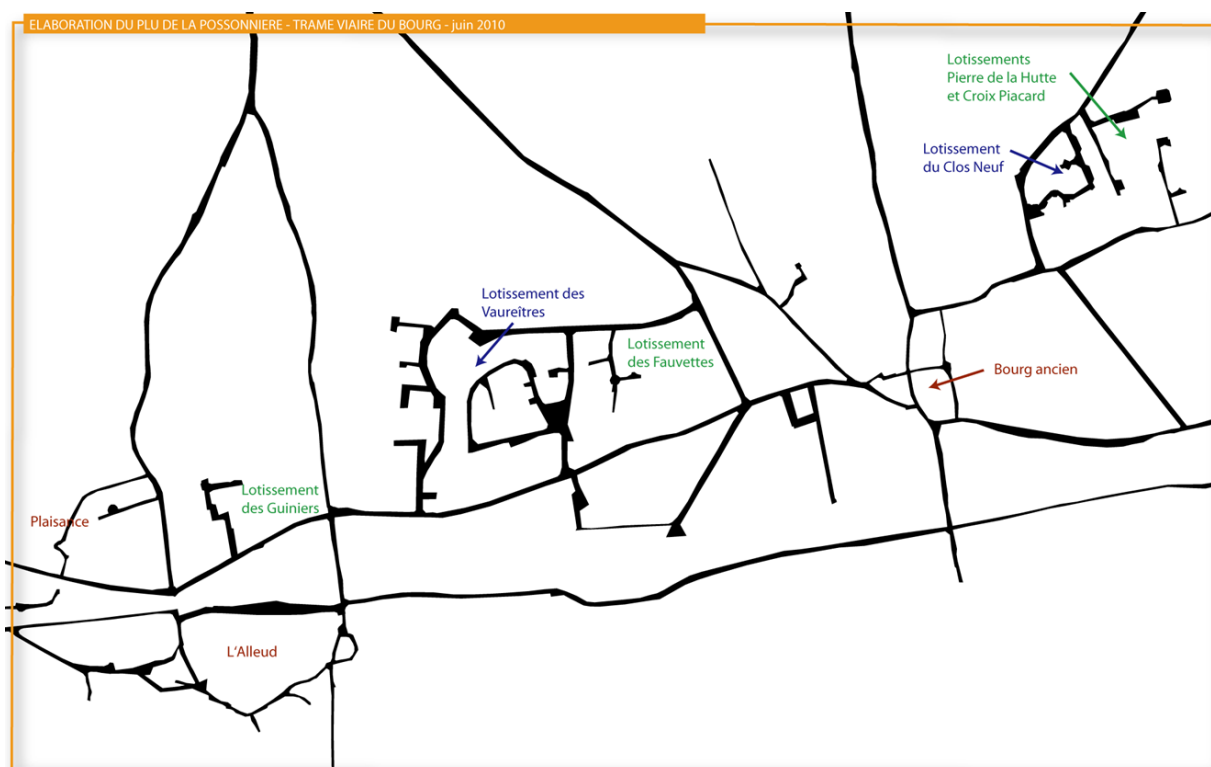 ELABORATION DU PLU DE LA POSSONNIERE - TRAME VIAIRE DU BOURG - juin 2010
Lotissements
Pierre de la Hutte
et Croix Piacard
Lotissement
du Clos Neuf
Lotissement des
Vaureîtres
Lotissement
des Fauvettes
Bourg ancien
Lotissement
des Guiniers
Plaisance
L'Alleud